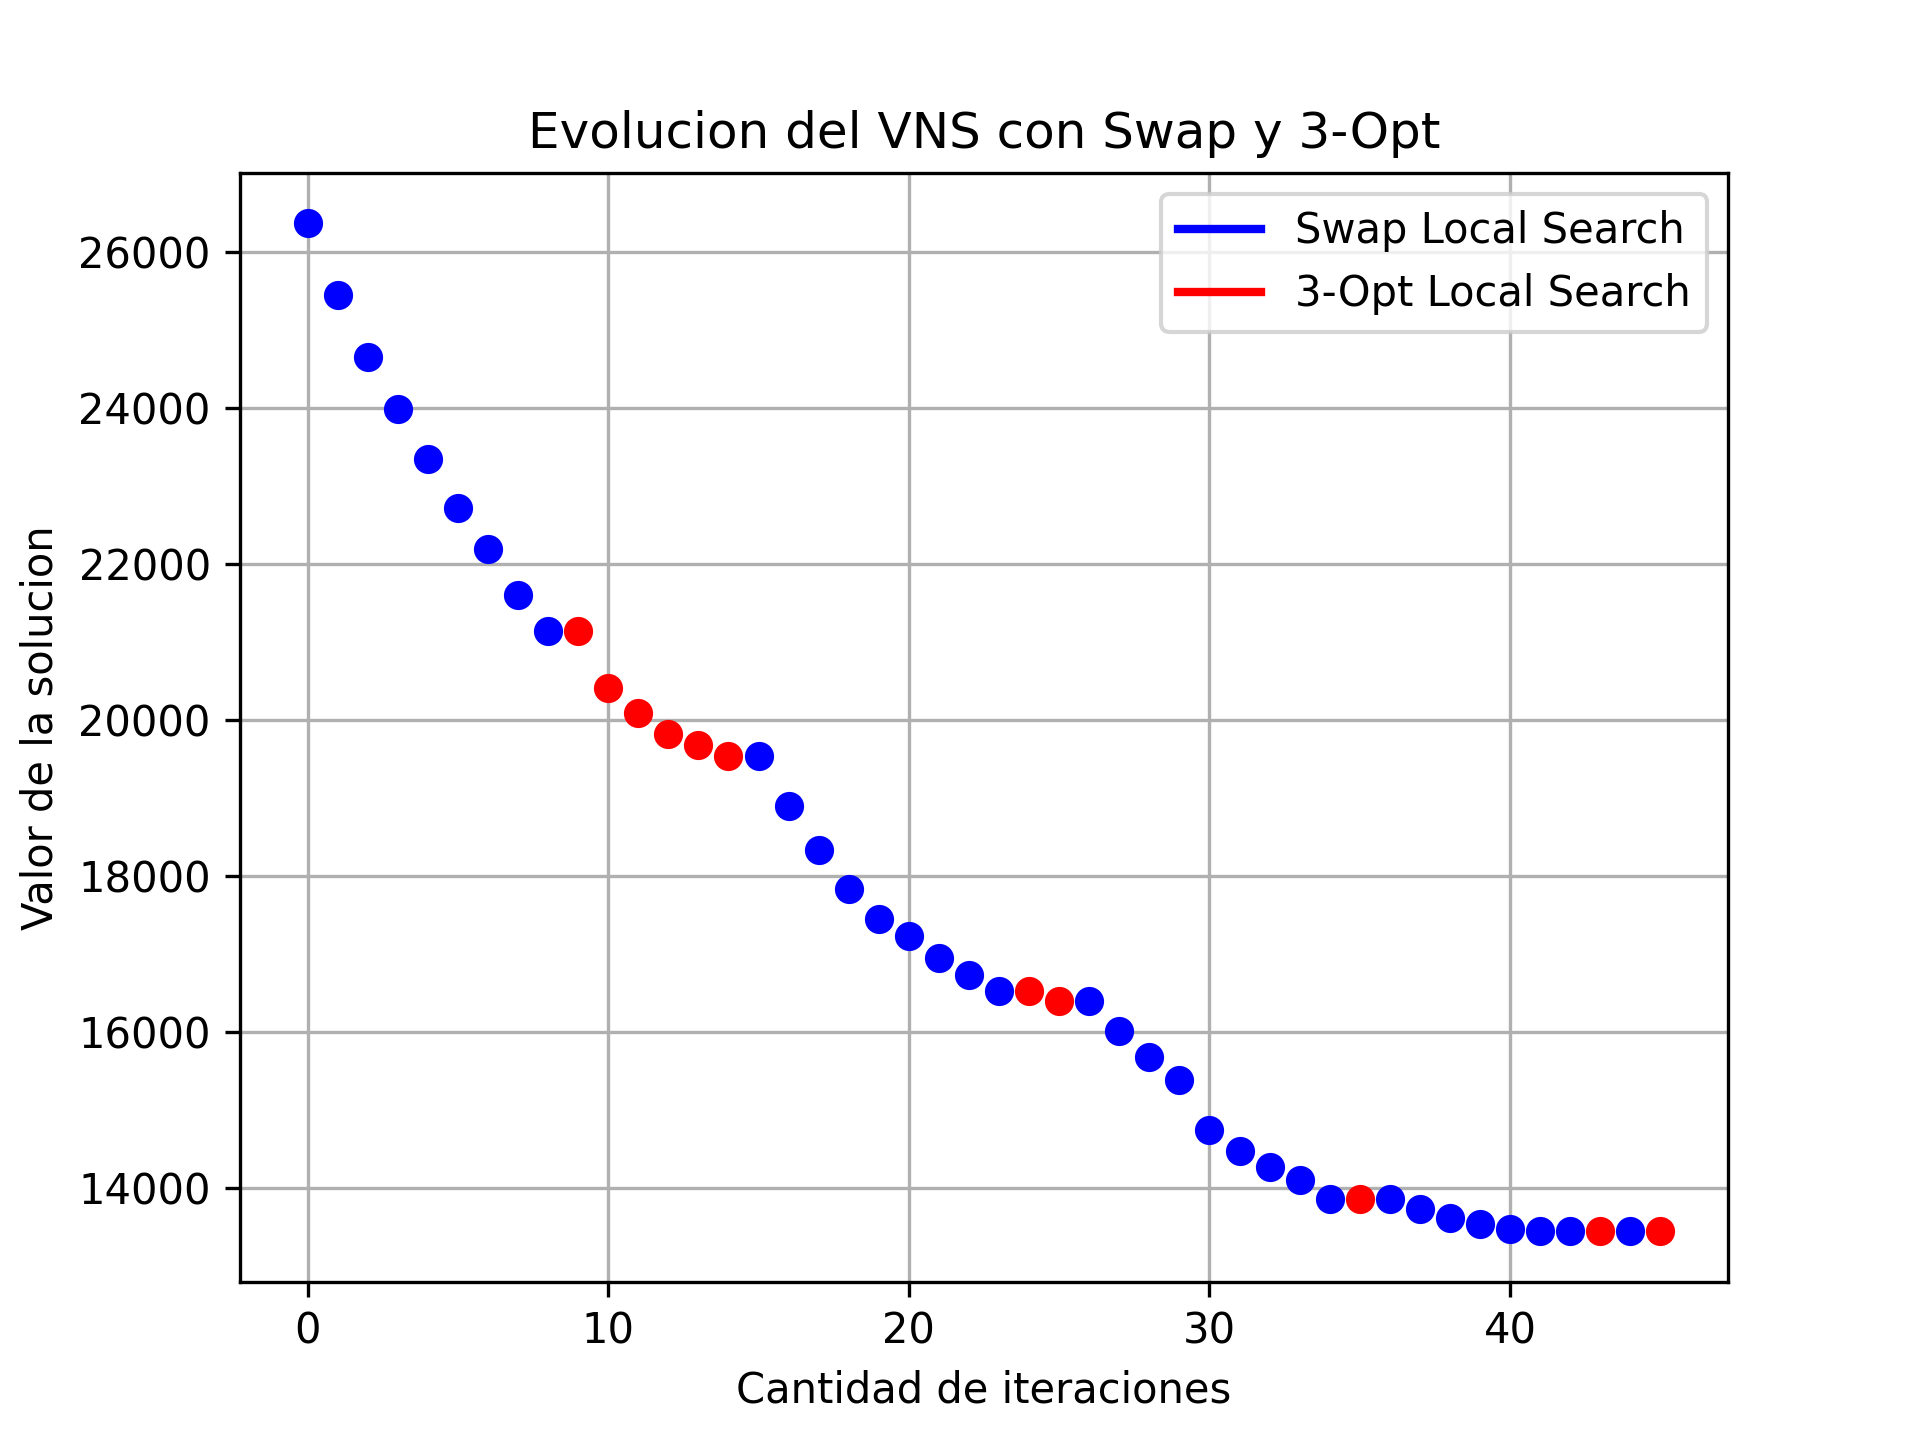 Evolucion del VNS con Swap y 3-Opt
Swap Local Search
3-Opt Local Search
Valor de la solucion
26000
24000
22000
20000
18000
16000
14000
0 10 20 30 40
Cantidad de iteraciones